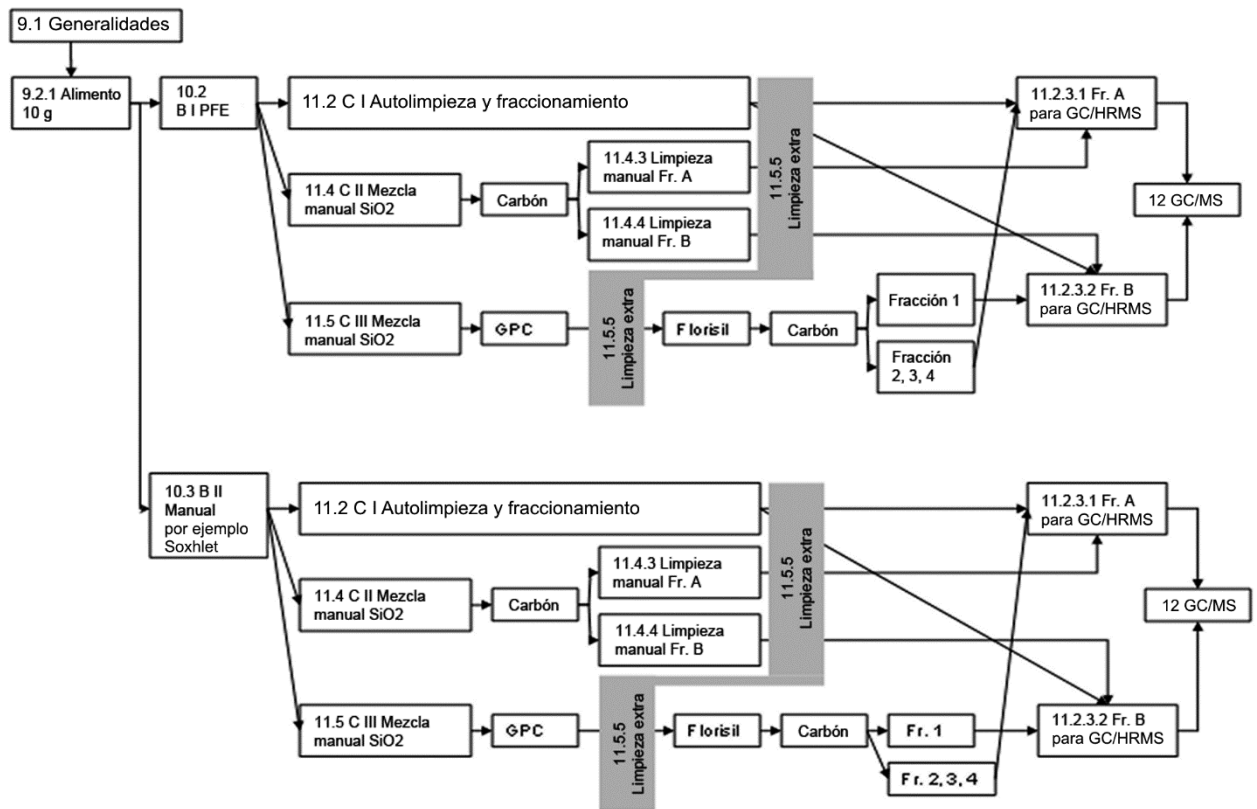 9.1 Generalidades
9.2.1 Alimento
10 g
10.2
B I PFE
11.2 C I Autolimpieza y fraccionamiento
11.4 C II Mezcla
manual SiO2
Carbón
11.4.3 Limpieza
manual Fr. A
11.4.4 Limpieza
manual Fr. B
11.5.5
Limpieza extra
11.5 C III Mezcla
manual SiO2
GPC
11.5.5
Limpieza extra
Florisil
Carbón
Fracción 1
Fracción
2, 3, 4
11.2.3.1 Fr. A
para GC/HRMS
11.2.3.2 Fr. B
para GC/HRMS
12 GC/MS
10.3 B II
Manual
por ejemplo
Soxhlet
11.2 C I Autolimpieza y fraccionamiento
11.4 C II Mezcla
manual SiO2
Carbón
11.4.3 Limpieza
manual Fr. A
11.4.4 Limpieza
manual Fr. B
11.5.5
Limpieza extra
11.5 C III Mezcla
manual SiO2
GPC
11.5.5
Limpieza extra
Florisil
Carbón
Fr. 1
Fr. 2, 3, 4
11.2.3.1 Fr. A
para GC/HRMS
11.2.3.2 Fr. B
para GC/HRMS
12 GC/MS